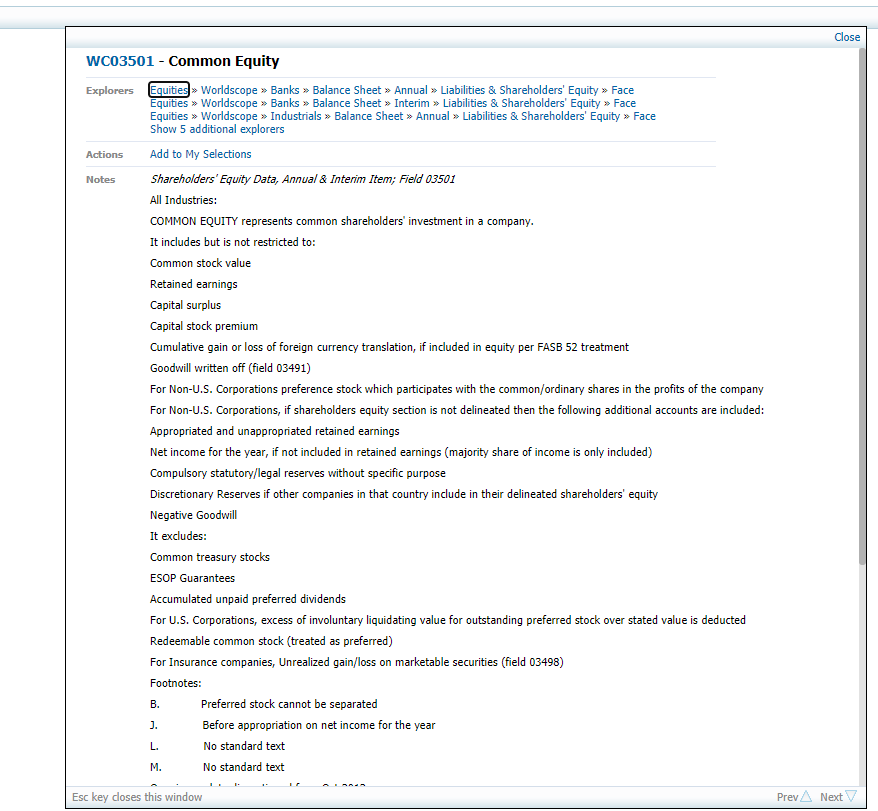 Close
WC03501 - Common Equity
Explorers
Equities » Worldscope » Banks » Balance Sheet » Annual » Liabilities & Shareholders' Equity » Face
Equities » Worldscope » Banks » Balance Sheet » Interim » Liabilities & Shareholders' Equity » Face
Equities » Worldscope » Industrials » Balance Sheet » Annual » Liabilities & Shareholders' Equity » Face
Show 5 additional explorers
Actions Add to My Selections
Notes Shareholders' Equity Data, Annual & Interim Item; Field 03501
All Industries:
COMMON EQUITY represents common shareholders' investment in a company.
It includes but is not restricted to:
Common stock value
Retained earnings
Capital surplus
Capital stock premium
Cumulative gain or loss of foreign currency translation, if included in equity per FASB 52 treatment
Goodwill written off (field 03491)
For Non-U.S. Corporations preference stock which participates with the common/ordinary shares in the profits of the company
For Non-U.S. Corporations, if shareholders equity section is not delineated then the following additional accounts are included:
Appropriated and unappropriated retained earnings
Net income for the year, if not included in retained earnings (majority share of income is only included)
Compulsory statutory/legal reserves without specific purpose
Discretionary Reserves if other companies in that country include in their delineated shareholders' equity
Negative Goodwill
It excludes:
Common treasury stocks
ESOP Guarantees
Accumulated unpaid preferred dividends
For U.S. Corporations, excess of involuntary liquidating value for outstanding preferred stock over stated value is deducted
Redeemable common stock (treated as preferred)
For Insurance companies, Unrealized gain/loss on marketable securities (field 03498)
Footnotes:
B. Preferred stock cannot be separated
J. Before appropriation on net income for the year
L. No standard text
M. No standard text
Esc key closes this window
Prev Next